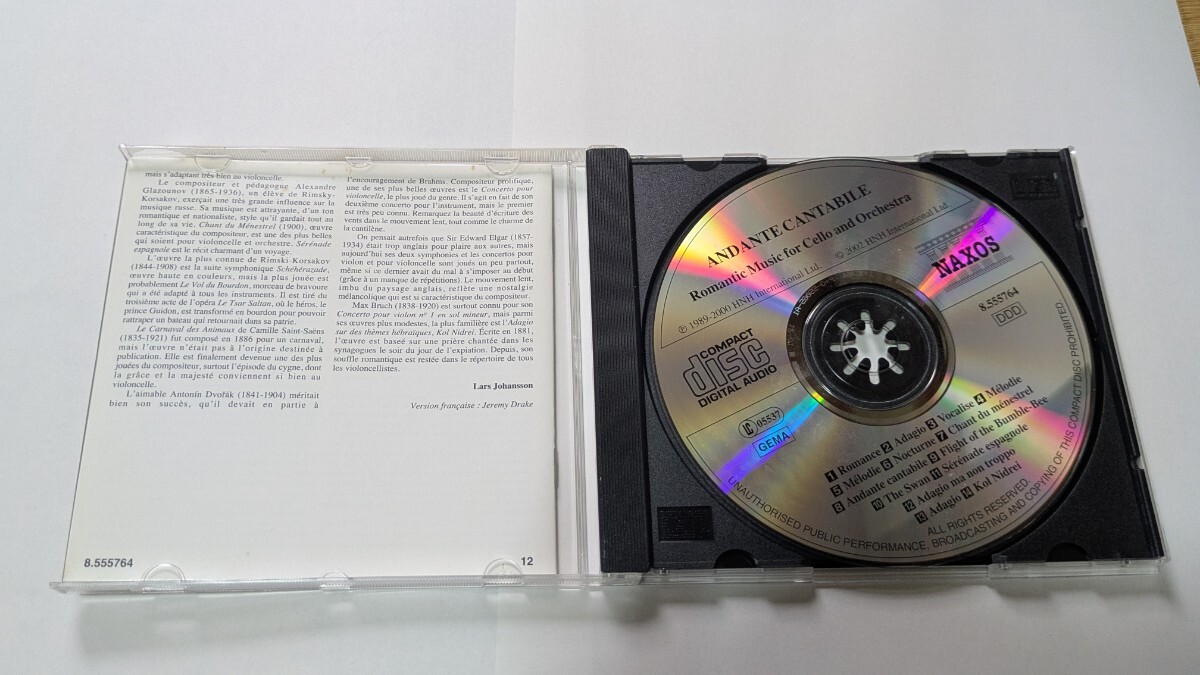 mais s'adaptant très bien au violoncelle.
Le compositeur et pédagogue Alexandre
Glazounov (1865-1936), un élève de Rimsky-
Korsakov, exerçait une très grande influence sur la
musique russe. Sa musique est attrayante, d'un ton
romantique et nationaliste, style qu'il gardait tout au
long de sa vie. Chant du Ménestrel (1900), œuvre
caractéristique du compositeur, est une des plus belles
qui soient pour violoncelle et orchestre. Sérénade
espagnole est le récit charmant d'un voyage.
L'œuvre la plus connue de Rimski-Korsakov
(1844-1908) est la suite symphonique Schéhérazade,
œuvre haute en couleurs, mais la plus jouée est
probablement Le Vol du Bourdon, morceau de bravoure
qui a été adapté à tous les instruments. Il est tiré du
troisième acte de l'opéra Le Tsar Saltan, où le héros, le
prince Guidon, est transformé en bourdon pour pouvoir
rattraper un bateau qui retournait dans sa patrie.
Le Carnaval des Animaux de Camille Saint-Saëns
(1835-1921) fut composé en 1886 pour un carnaval,
mais l'œuvre n'était pas à l'origine destinée à
publication. Elle est finalement devenue une des plus
jouées du compositeur, surtout l'épisode du cygne, dont
la grâce et la majesté conviennent si bien au
violoncelle.
L'aimable Antonín Dvořák (1841-1904) méritait
bien son succès, qu'il devait en partie à
l'encouragement de Brahms. Compositeur prolifique,
une de ses plus belles œuvres est le Concerto pour
violoncelle, le plus joué du genre. Il s'agit en fait de son
deuxième concerto pour l'instrument, mais le premier
est très peu connu. Remarquez la beauté d'écriture des
vents dans le mouvement lent, tout comme le charme de
la cantilène.
On pensait autrefois que Sir Edward Elgar (1857-
1934) était trop anglais pour plaire aux autres, mais
aujourd'hui ses deux symphonies et les concertos pour
violon et pour violoncelle sont joués un peu partout,
même si ce dernier avait du mal à s'imposer au début
(grâce à un manque de répétitions). Le mouvement lent,
imbu du paysage anglais, reflète une nostalgie
mélancolique qui est si caractéristique du compositeur.
Max Bruch (1838-1920) est surtout connu pour son
Concerto pour violon nº 1 en sol mineur, mais parmi
ses œuvres plus modestes, la plus familière est l'Adagio
sur des thèmes hébraïques, Kol Nidrei. Écrite en 1881,
l'œuvre est baseé sur une prière chantée dans les
synagogues le soir du jour de l'expiation. Depuis, son
souffle romantique est restée dans le répertoire de tous
les violoncellistes.
Lars Johansson
Version française : Jeremy Drake
8.555764
12
ANDANTE CANTABILE
Romantic Music for Cello and Orchestra
℗ 1989-2000 HNH International Ltd.
© 2002 HNH International Ltd.
NAXOS
8.555764
DDD
COMPACT
disc
DIGITAL AUDIO
LC 05537
GEMA
1 Romance 2 Adagio 3 Vocalise 4 Mélodie
5 Mélodie 6 Nocturne 7 Chant du ménestrel
8 Andante cantabile 9 Flight of the Bumble-Bee
10 The Swan 11 Sérénade espagnole
12 Adagio ma non troppo
13 Adagio 14 Kol Nidrei
ALL RIGHTS RESERVED.
UNAUTHORISED PUBLIC PERFORMANCE, BROADCASTING AND COPYING OF THIS COMPACT DISC PROHIBITED